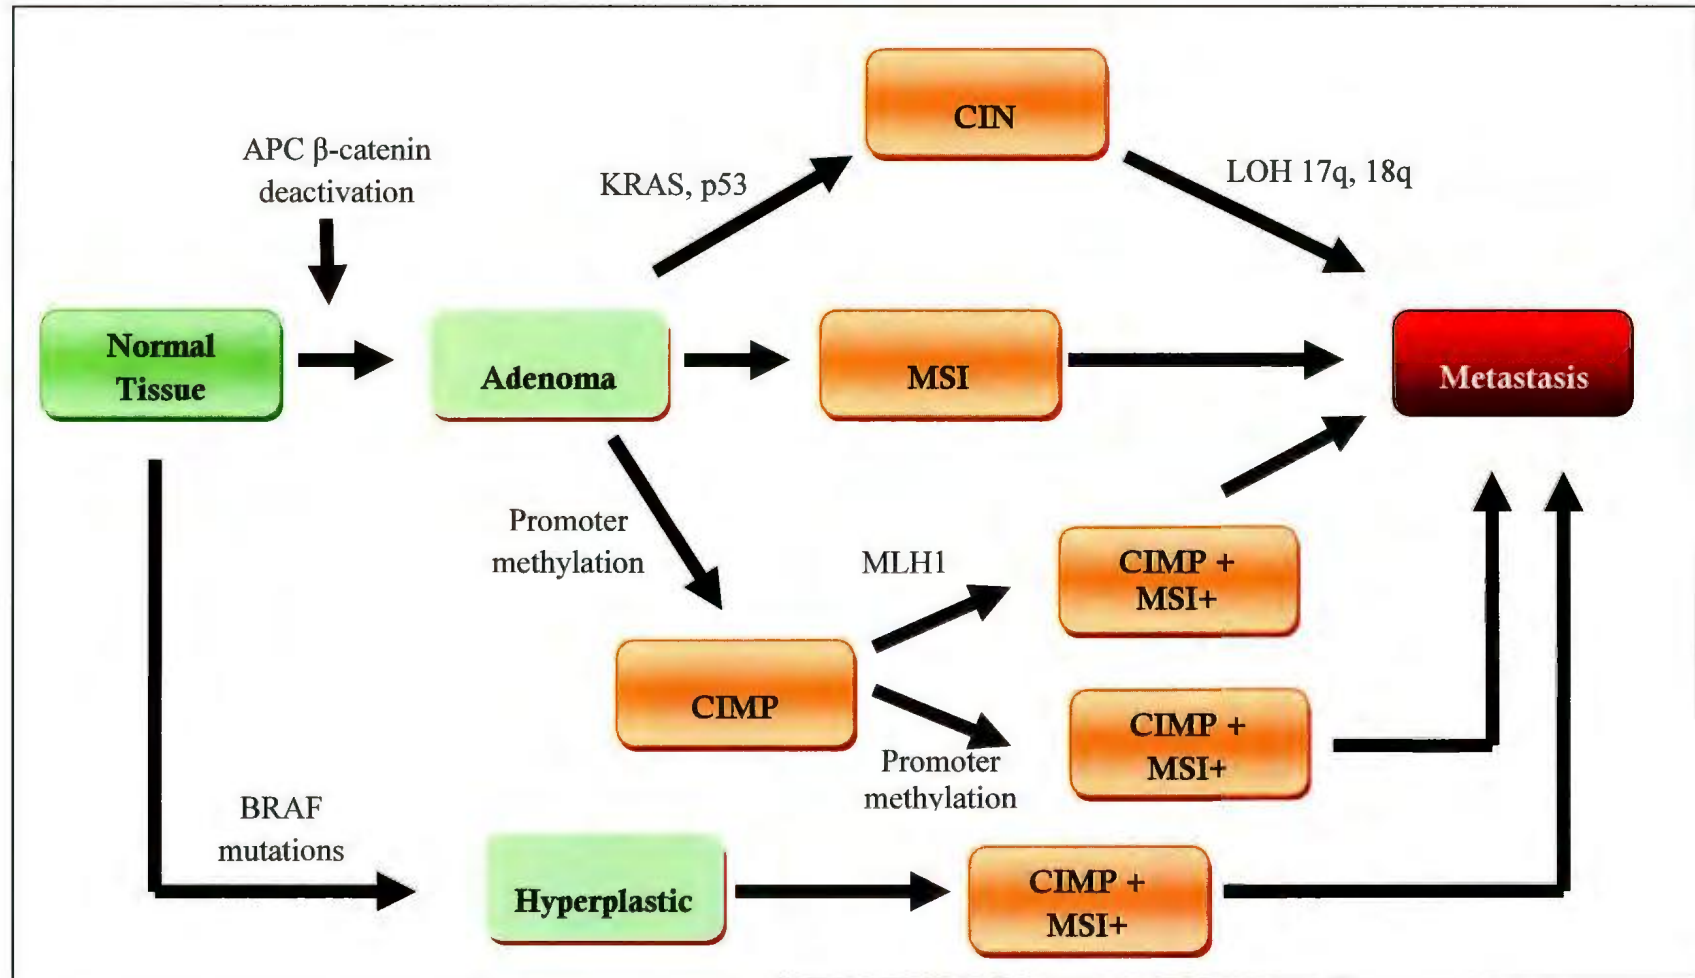 CIN
APC β-catenin
deactivation
KRAS, p53
LOH 17q, 18q
Normal
Tissue
Adenoma
MSI
Metastasis
Promoter
methylation
MLH1
CIMP +
MSI+
CIMP
CIMP +
MSI+
Promoter
methylation
BRAF
mutations
Hyperplastic
CIMP +
MSI+